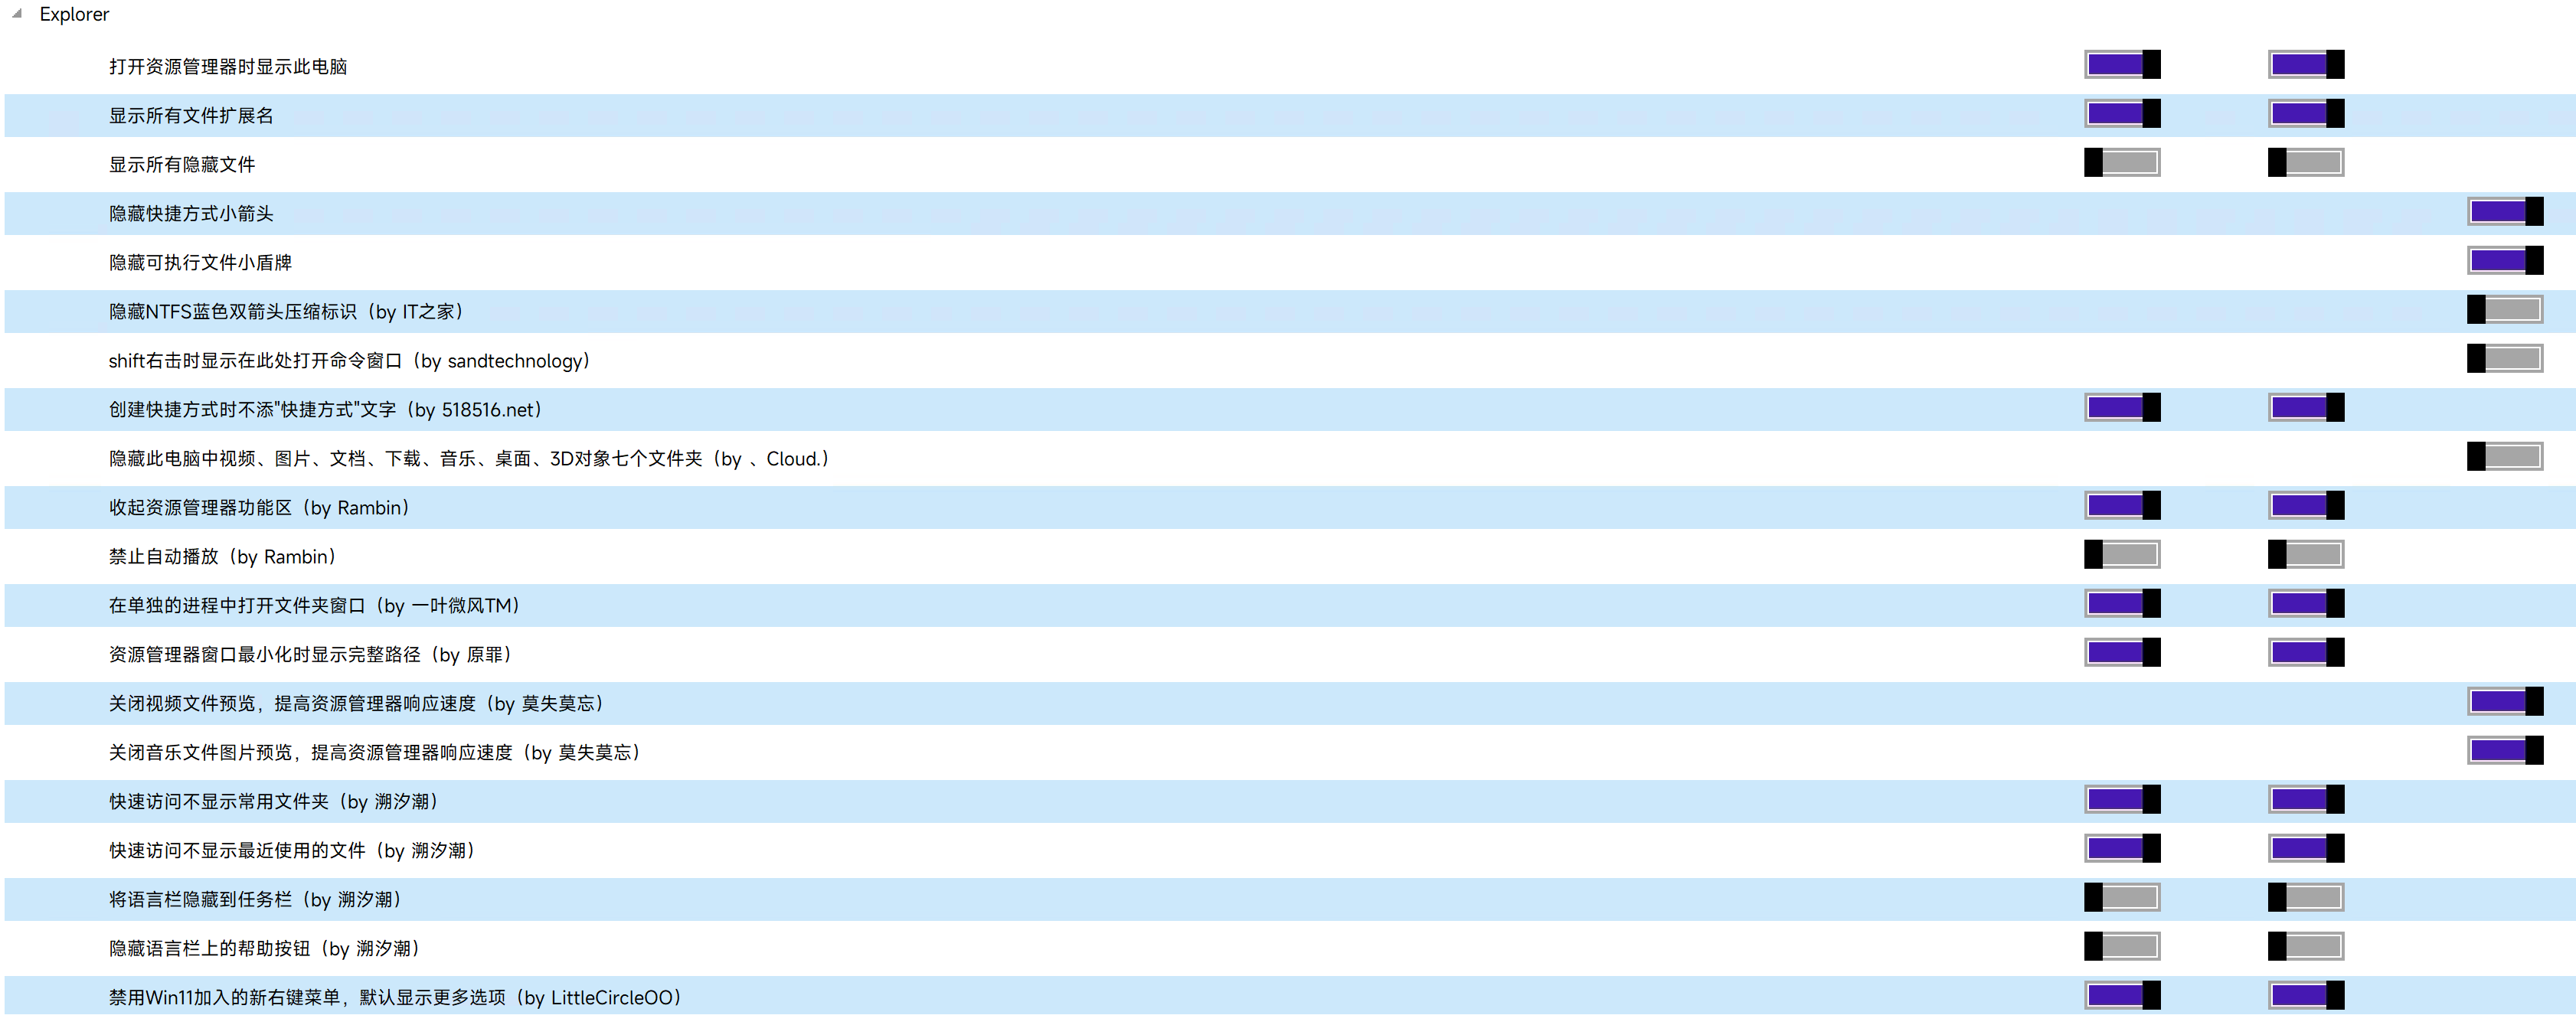 Explorer
打开资源管理器时显示此电脑
显示所有文件扩展名
显示所有隐藏文件
隐藏快捷方式小箭头
隐藏可执行文件小盾牌
隐藏NTFS蓝色双箭头压缩标识（by IT之家）
shift右击时显示在此处打开命令窗口（by sandtechnology）
创建快捷方式时不添"快捷方式"文字（by 518516.net）
隐藏此电脑中视频、图片、文档、下载、音乐、桌面、3D对象七个文件夹（by 、Cloud.）
收起资源管理器功能区（by Rambin）
禁止自动播放（by Rambin）
在单独的进程中打开文件夹窗口（by 一叶微风TM）
资源管理器窗口最小化时显示完整路径（by 原罪）
关闭视频文件预览，提高资源管理器响应速度（by 莫失莫忘）
关闭音乐文件图片预览，提高资源管理器响应速度（by 莫失莫忘）
快速访问不显示常用文件夹（by 溯汐潮）
快速访问不显示最近使用的文件（by 溯汐潮）
将语言栏隐藏到任务栏（by 溯汐潮）
隐藏语言栏上的帮助按钮（by 溯汐潮）
禁用Win11加入的新右键菜单，默认显示更多选项（by LittleCircleOO）